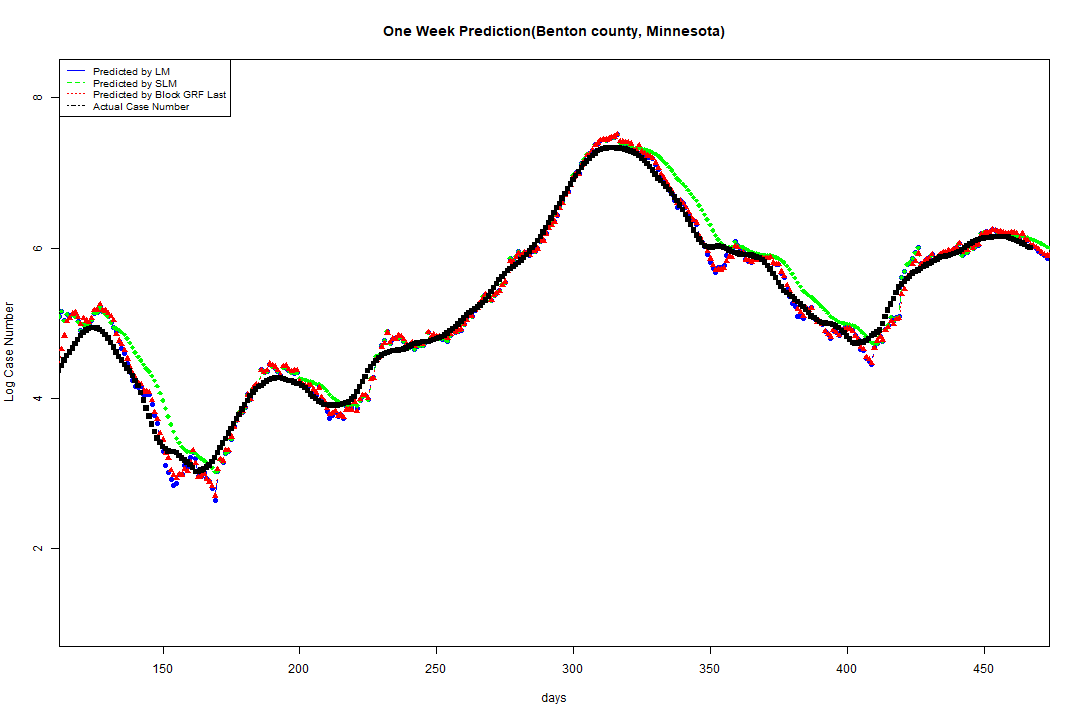 One Week Prediction(Benton county, Minnesota)
Predicted by LM
Predicted by SLM
Predicted by Block GRF Last
Actual Case Number
8
6
4
2
Log Case Number
150 200 250 300 350 400 450
days